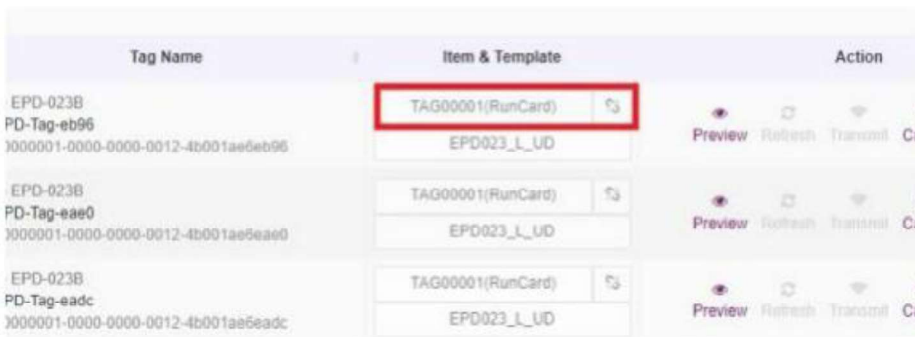 Tag Name Item & Template Action
EPD-023B TAG00001(RunCard)
PD-Tag-eb96 Preview Refresh Transmit
0000001-0000-0000-0012-4b001ae6eb96 EPD023_L_UD
EPD-023B TAG00001(RunCard)
PD-Tag-eae0 Preview Refresh Transmit
0000001-0000-0000-0012-4b001ae6eae0 EPD023_L_UD
EPD-023B TAG00001(RunCard)
PD-Tag-eadc Preview Refresh Transmit
0000001-0000-0000-0012-4b001ae6eadc EPD023_L_UD